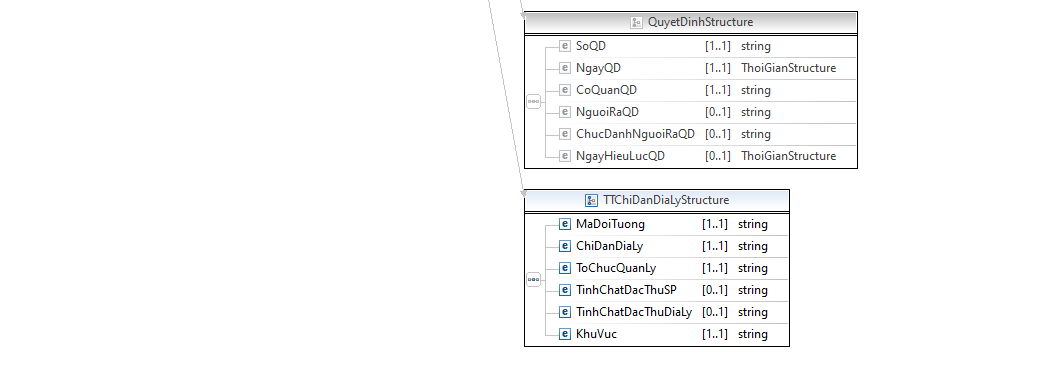 QuyetDinhStructure
SoQD [1..1] string
NgayQD [1..1] ThoiGianStructure
CoQuanQD [1..1] string
NguoiRaQD [0..1] string
ChucDanhNguoiRaQD [0..1] string
NgayHieuLucQD [0..1] ThoiGianStructure
TTChiDanDiaLyStructure
MaDoiTuong [1..1] string
ChiDanDiaLy [1..1] string
ToChucQuanLy [1..1] string
TinhChatDacThuSP [0..1] string
TinhChatDacThuDiaLy [0..1] string
KhuVuc [1..1] string